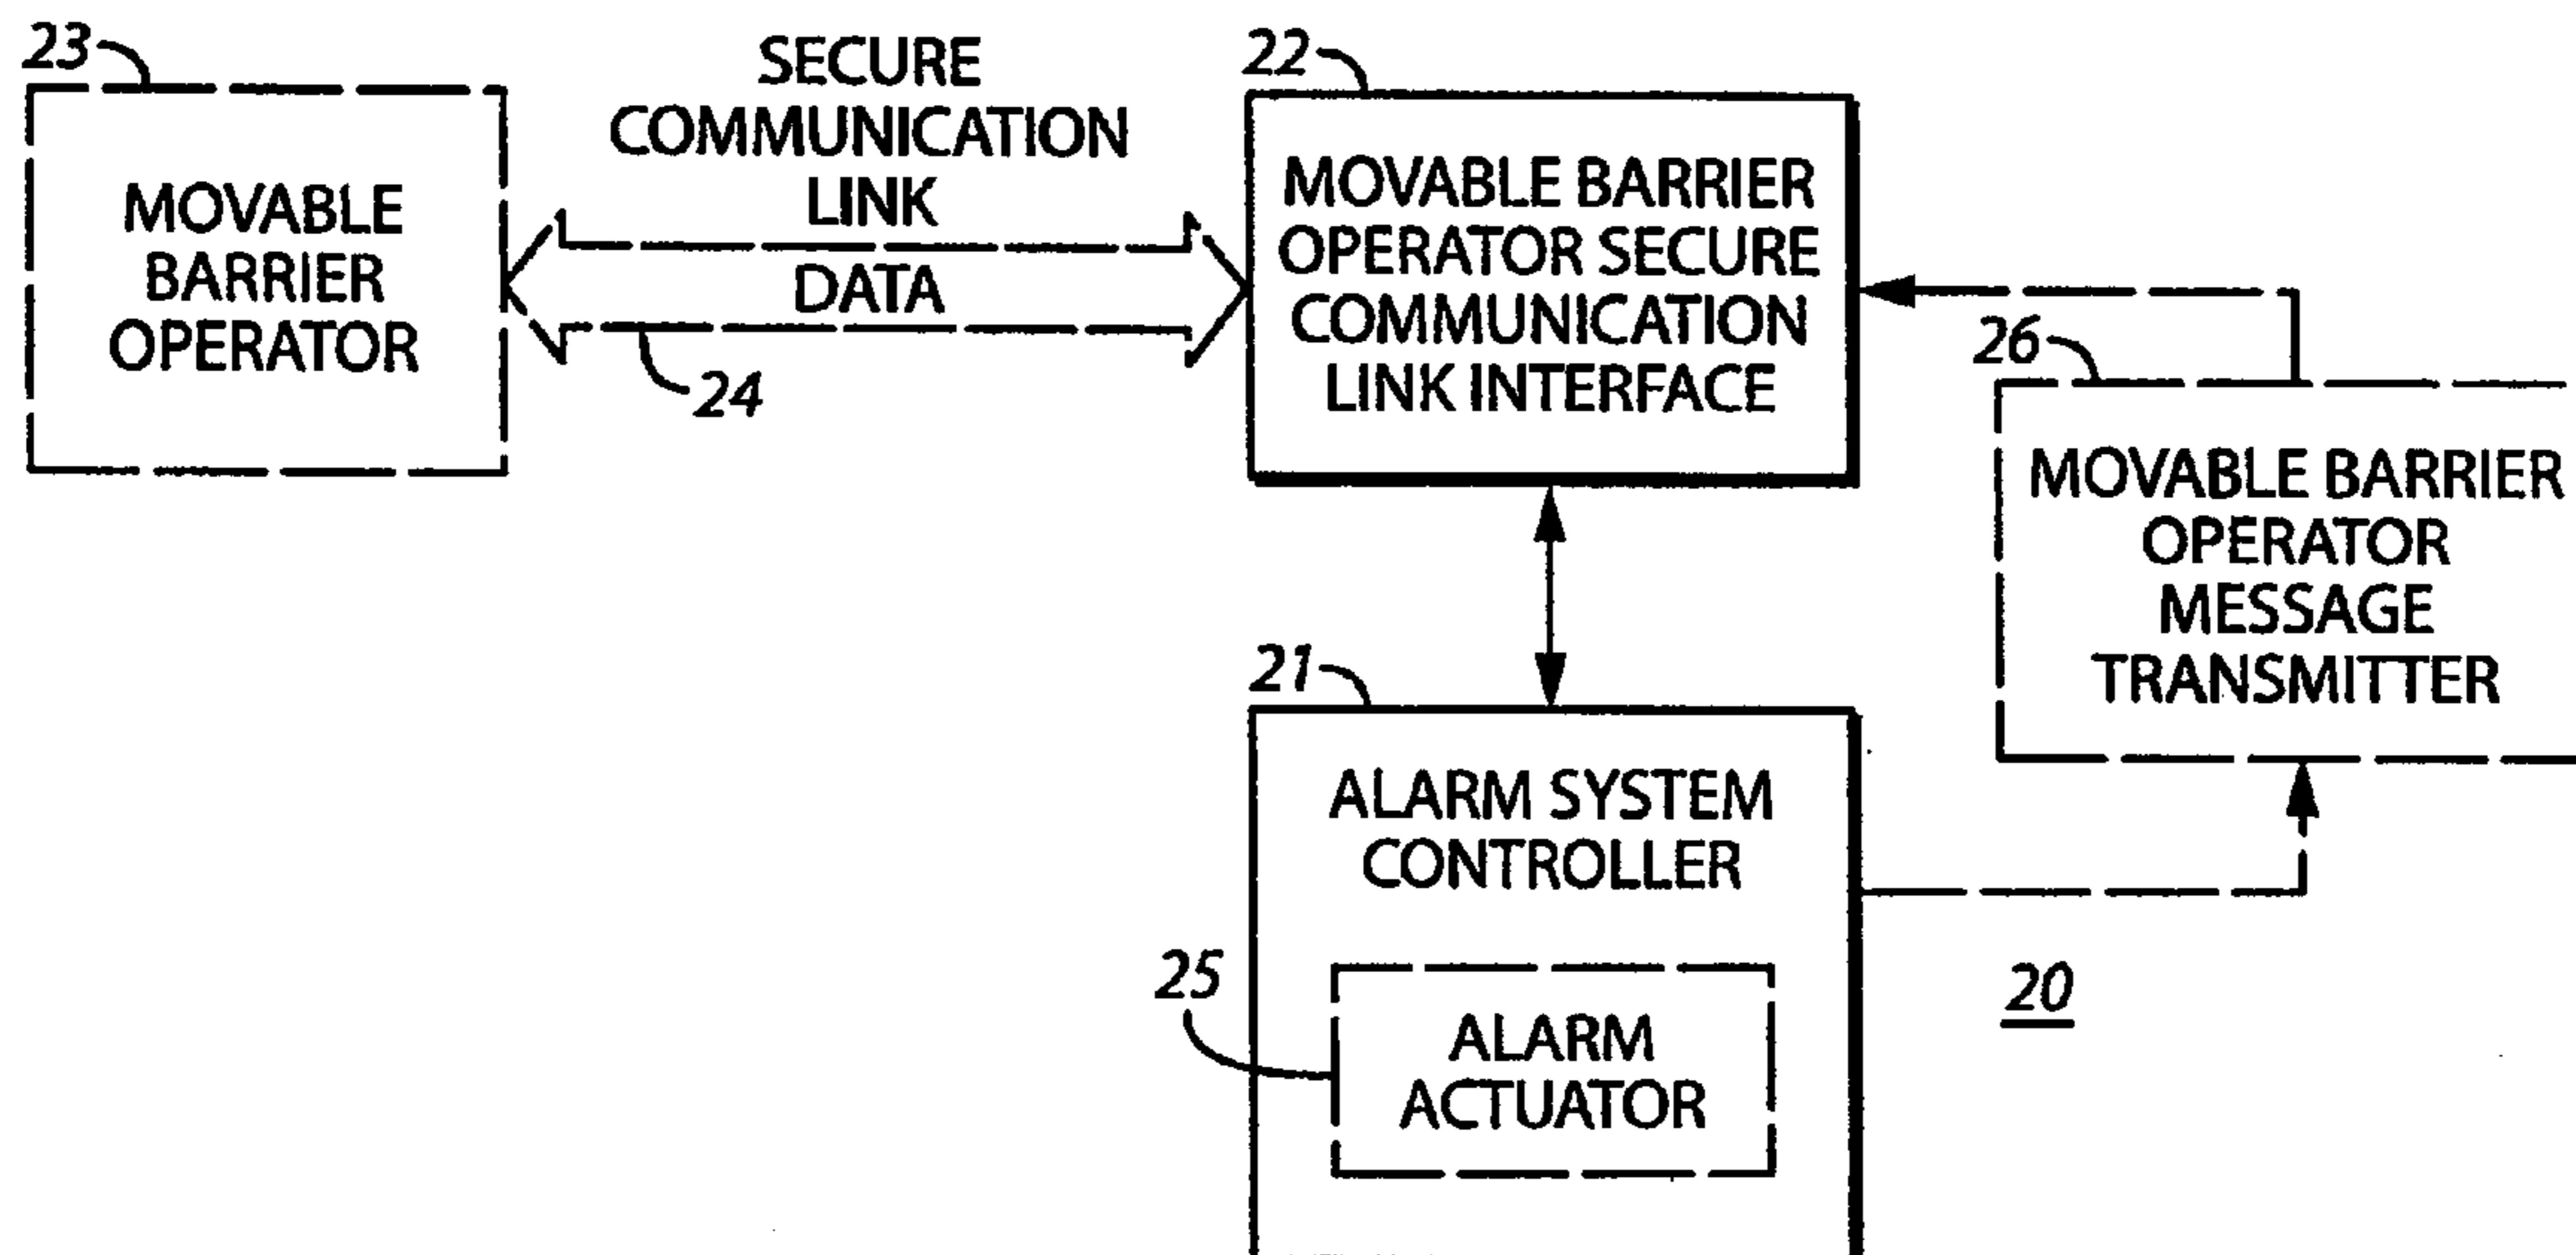 23
MOVABLE
BARRIER
OPERATOR
SECURE
COMMUNICATION
LINK
DATA
24
22
MOVABLE BARRIER
OPERATOR SECURE
COMMUNICATION
LINK INTERFACE
26
MOVABLE BARRIER
OPERATOR
MESSAGE
TRANSMITTER
21
ALARM SYSTEM
CONTROLLER
25
ALARM
ACTUATOR
20